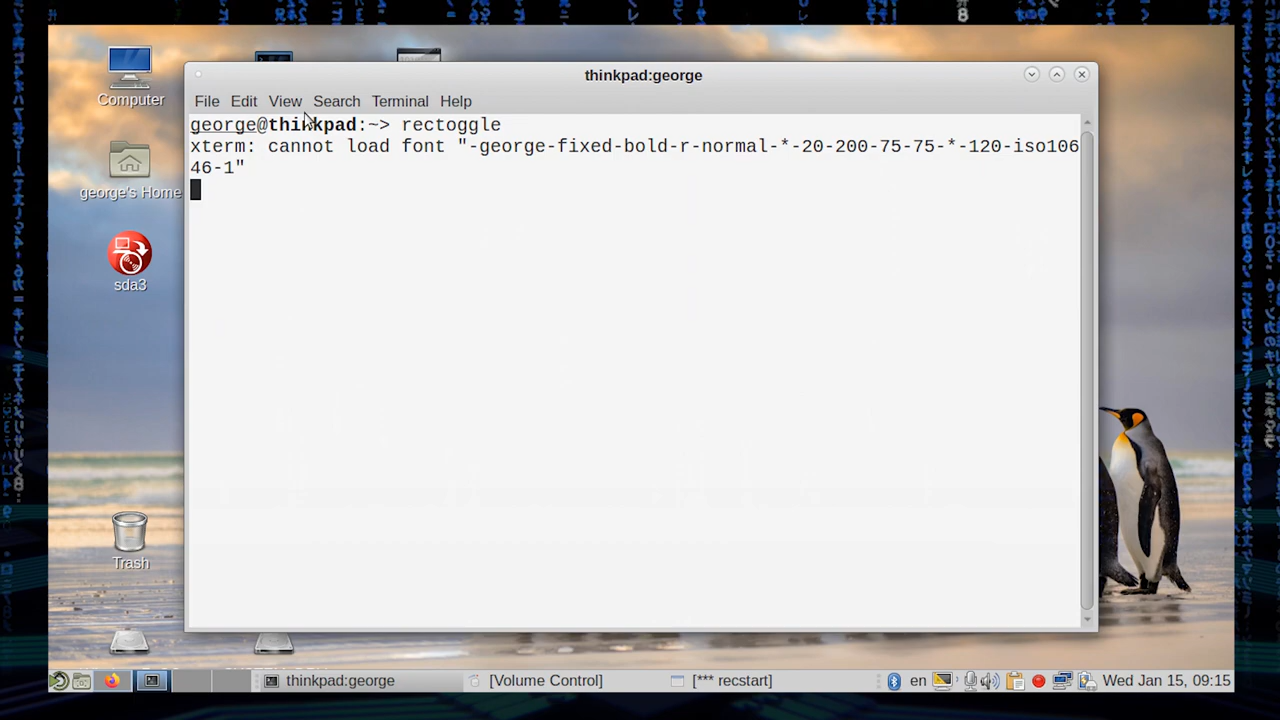 thinkpad:george
File Edit View Search Terminal Help
george@thinkpad:~> rectoggle
xterm: cannot load font "-george-fixed-bold-r-normal-*-20-200-75-75-*-120-iso106
46-1"
Computer
george's Home
sda3
Trash
thinkpad:george
[Volume Control]
[*** recstart]
en
Wed Jan 15, 09:15